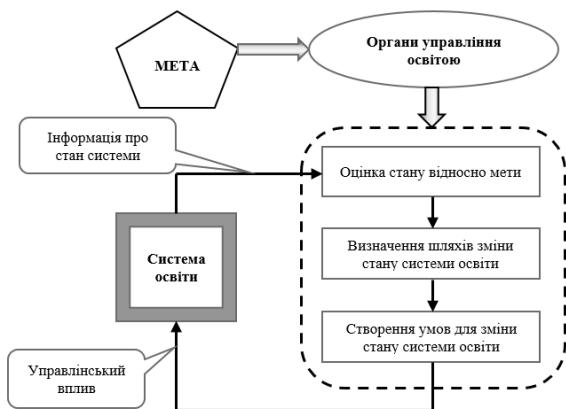 МЕТА
Органи управління
освітою
Інформація про
стан системи
Оцінка стану відносно мети
Система
освіти
Визначення шляхів зміни
стану системи освіти
Створення умов для зміни
стану системи освіти
Управлінський
вплив